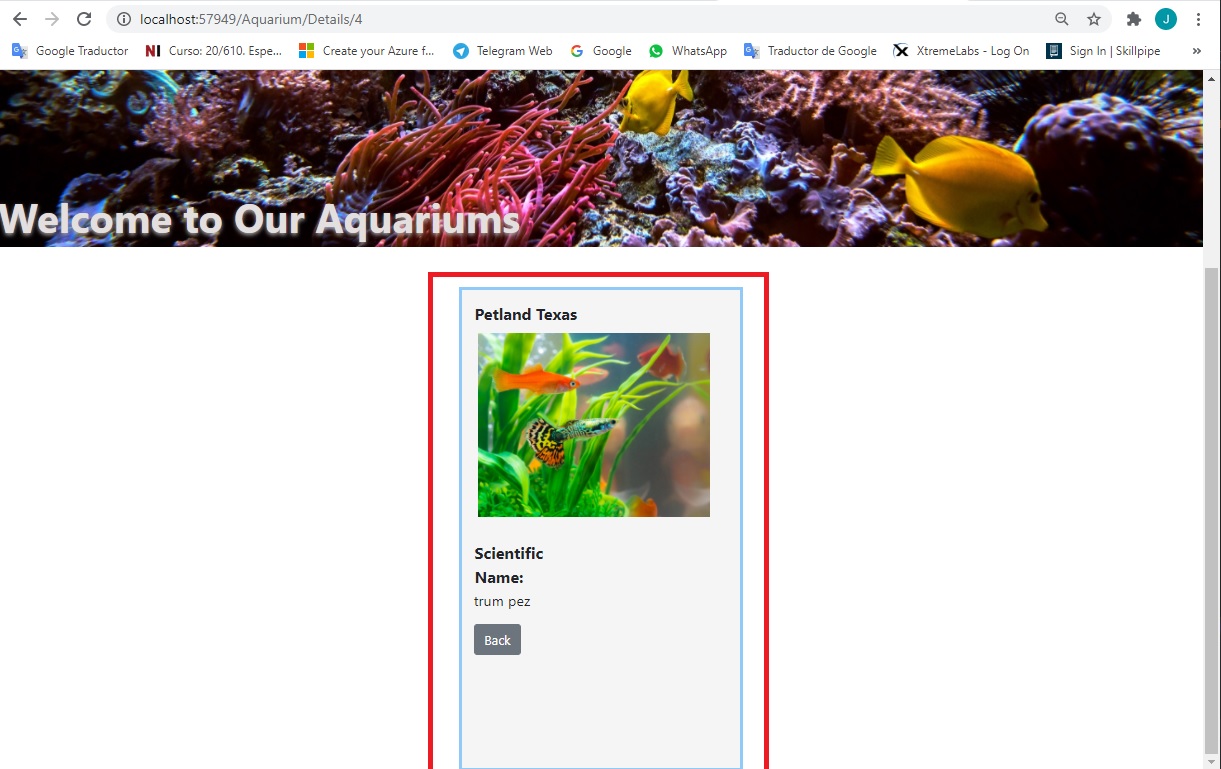 localhost:57949/Aquarium/Details/4
J
Google Traductor
NI Curso: 20/610. Espe...
Create your Azure f...
Telegram Web
G Google
WhatsApp
Traductor de Google
X XtremeLabs - Log On
Sign In | Skillpipe
»
Welcome to Our Aquariums
Petland Texas
Scientific
Name:
trum pez
Back